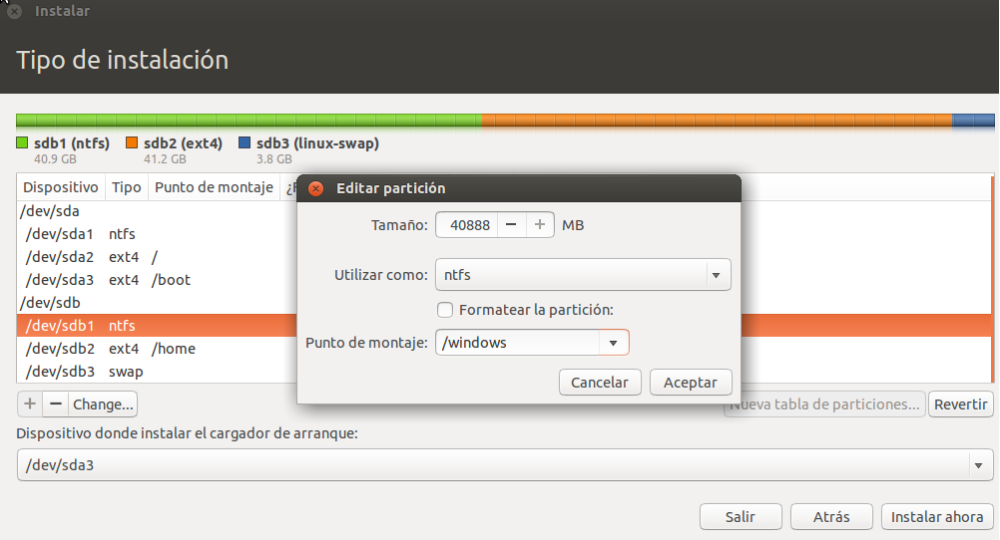 Instalar
Tipo de instalación
sdb1 (ntfs) sdb2 (ext4) sdb3 (linux-swap)
40.9 GB 41.2 GB 3.8 GB
Dispositivo Tipo Punto de montaje
/dev/sda
/dev/sda1 ntfs
/dev/sda2 ext4 /
/dev/sda3 ext4 /boot
/dev/sdb
/dev/sdb1 ntfs
/dev/sdb2 ext4 /home
/dev/sdb3 swap
Editar partición
Tamaño: 40888 − + MB
Utilizar como: ntfs
Formatear la partición:
Punto de montaje: /windows
Cancelar Aceptar
+ − Change... Nueva tabla de particiones... Revertir
Dispositivo donde instalar el cargador de arranque:
/dev/sda3
Salir Atrás Instalar ahora